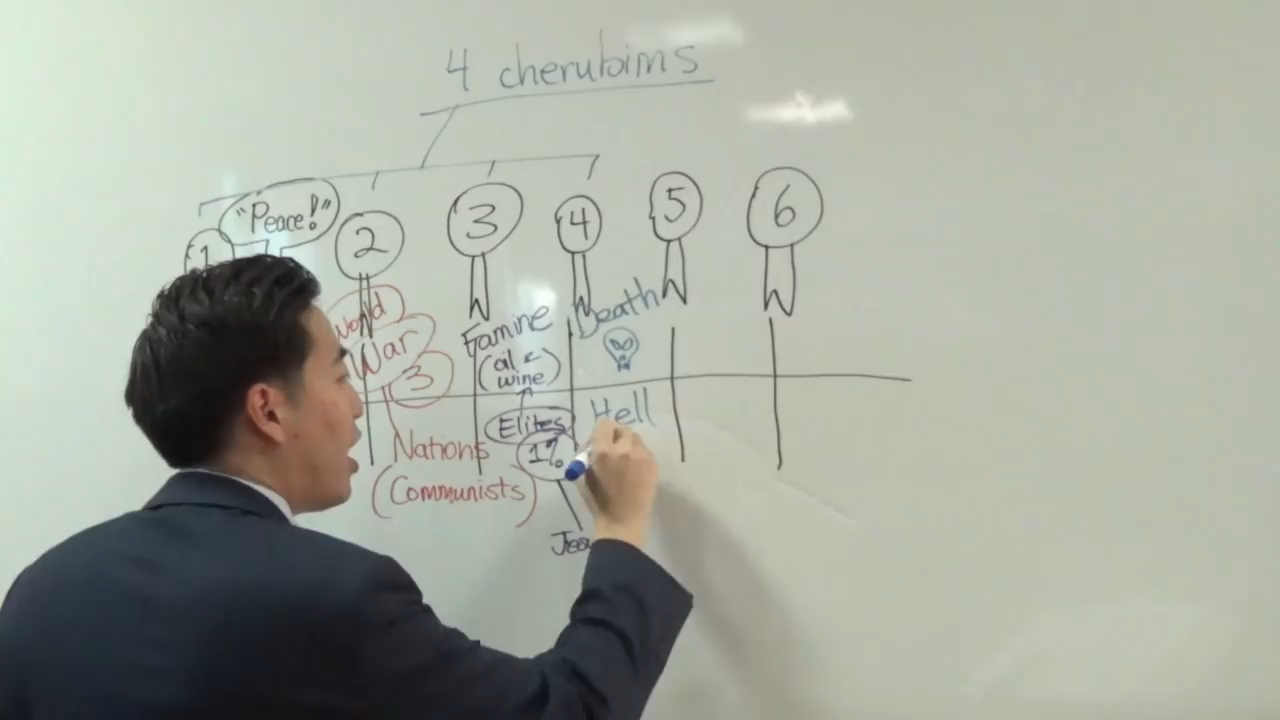 4 cherubims
"Peace!"
1
2
3
4
5
6
World
War
3
Famine
(oil &
wine)
Death
Elites
1%
Hell
Nations
(Communists)